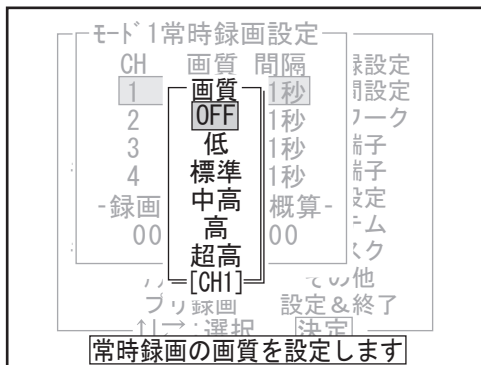 モード1常時録画設定
CH 画質 間隔
録設定
1 画質 1秒
間設定
2 OFF 1秒
ワーク
3 低 1秒
端子
4 標準 1秒
端子
-録画 中高 概算-
設定
00 高 00
テム
超高
スク
[CH1]
その他
プリ録画 設定&終了
↑↓→:選択 決定
常時録画の画質を設定します